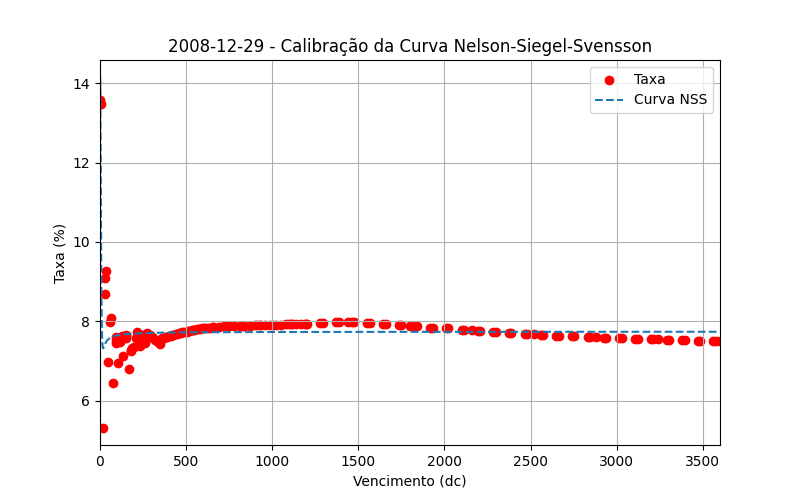 2008-12-29 - Calibração da Curva Nelson-Siegel-Svensson
Taxa
Curva NSS
14
12
10
8
6
Taxa (%)
0 500 1000 1500 2000 2500 3000 3500
Vencimento (dc)